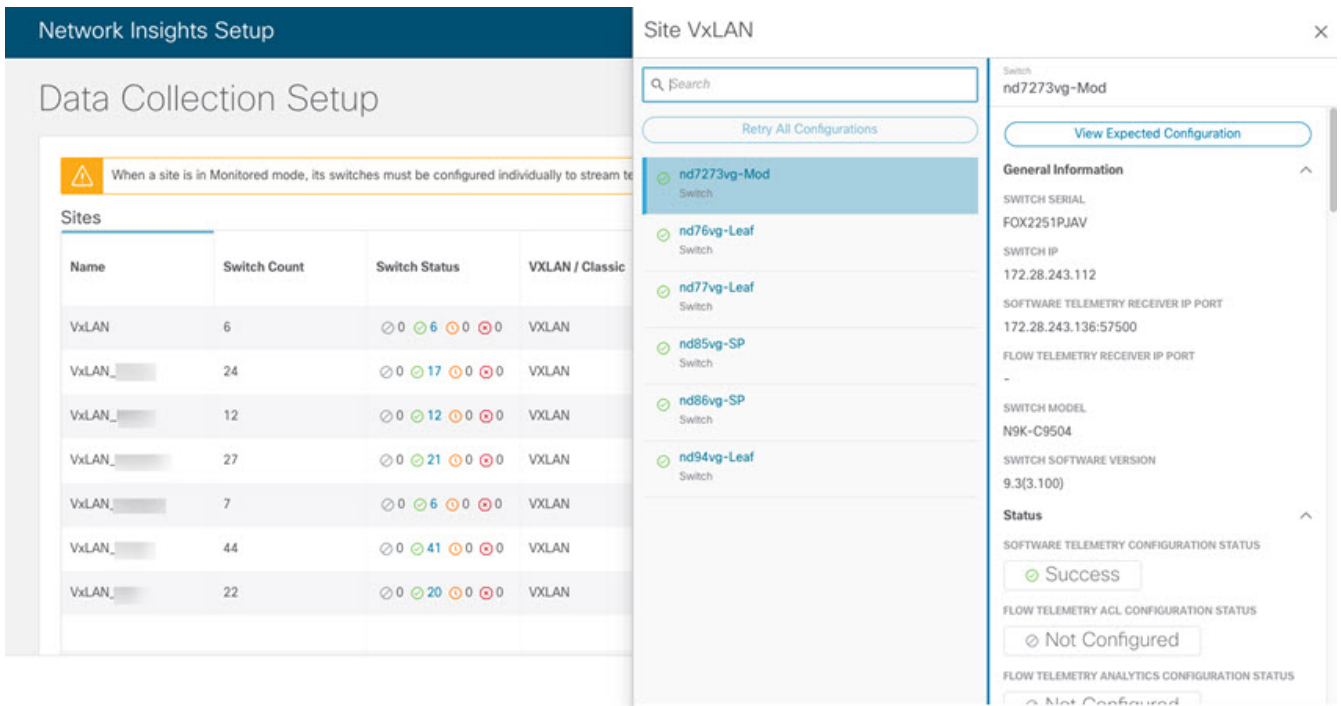 Network Insights Setup
Data Collection Setup
When a site is in Monitored mode, its switches must be configured individually to stream te
Sites
Name Switch Count Switch Status VXLAN / Classic
VxLAN 6 0 6 0 0 VXLAN
VxLAN_ 24 0 17 0 0 VXLAN
VxLAN_ 12 0 12 0 0 VXLAN
VxLAN_ 27 0 21 0 0 VXLAN
VxLAN_ 7 0 6 0 0 VXLAN
VxLAN_ 44 0 41 0 0 VXLAN
VxLAN_ 22 0 20 0 0 VXLAN
Site VxLAN
Search
Retry All Configurations
nd7273vg-Mod
Switch
nd76vg-Leaf
Switch
nd77vg-Leaf
Switch
nd85vg-SP
Switch
nd86vg-SP
Switch
nd94vg-Leaf
Switch
Switch
nd7273vg-Mod
View Expected Configuration
General Information
SWITCH SERIAL
FOX2251PJAV
SWITCH IP
172.28.243.112
SOFTWARE TELEMETRY RECEIVER IP PORT
172.28.243.136:57500
FLOW TELEMETRY RECEIVER IP PORT
-
SWITCH MODEL
N9K-C9504
SWITCH SOFTWARE VERSION
9.3(3.100)
Status
SOFTWARE TELEMETRY CONFIGURATION STATUS
Success
FLOW TELEMETRY ACL CONFIGURATION STATUS
Not Configured
FLOW TELEMETRY ANALYTICS CONFIGURATION STATUS
Not Configured